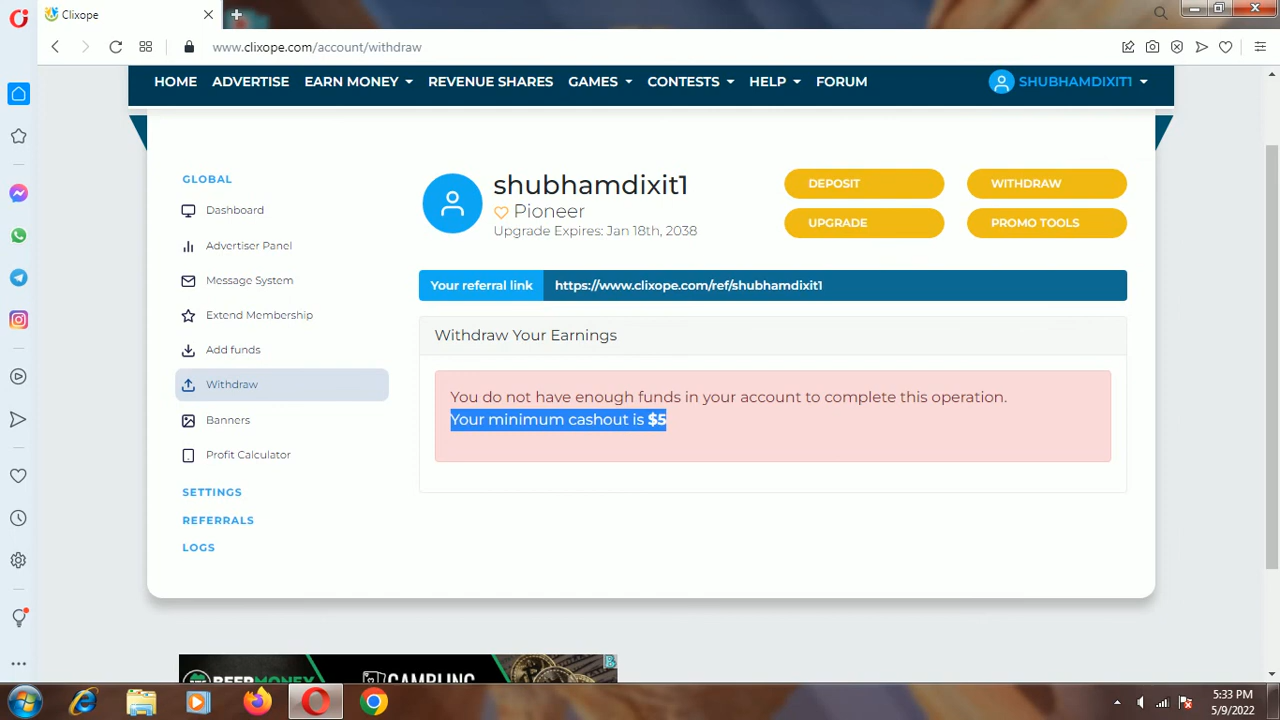 Clixope
www.clixope.com/account/withdraw
HOME ADVERTISE EARN MONEY REVENUE SHARES GAMES CONTESTS HELP FORUM SHUBHAMDIXIT1
GLOBAL
Dashboard
Advertiser Panel
Message System
Extend Membership
Add funds
Withdraw
Banners
Profit Calculator
SETTINGS
REFERRALS
LOGS
shubhamdixit1
Pioneer
Upgrade Expires: Jan 18th, 2038
DEPOSIT WITHDRAW
UPGRADE PROMO TOOLS
Your referral link https://www.clixope.com/ref/shubhamdixit1
Withdraw Your Earnings
You do not have enough funds in your account to complete this operation.
Your minimum cashout is $5
BEERMONEY GAMBLING
5:33 PM
5/9/2022